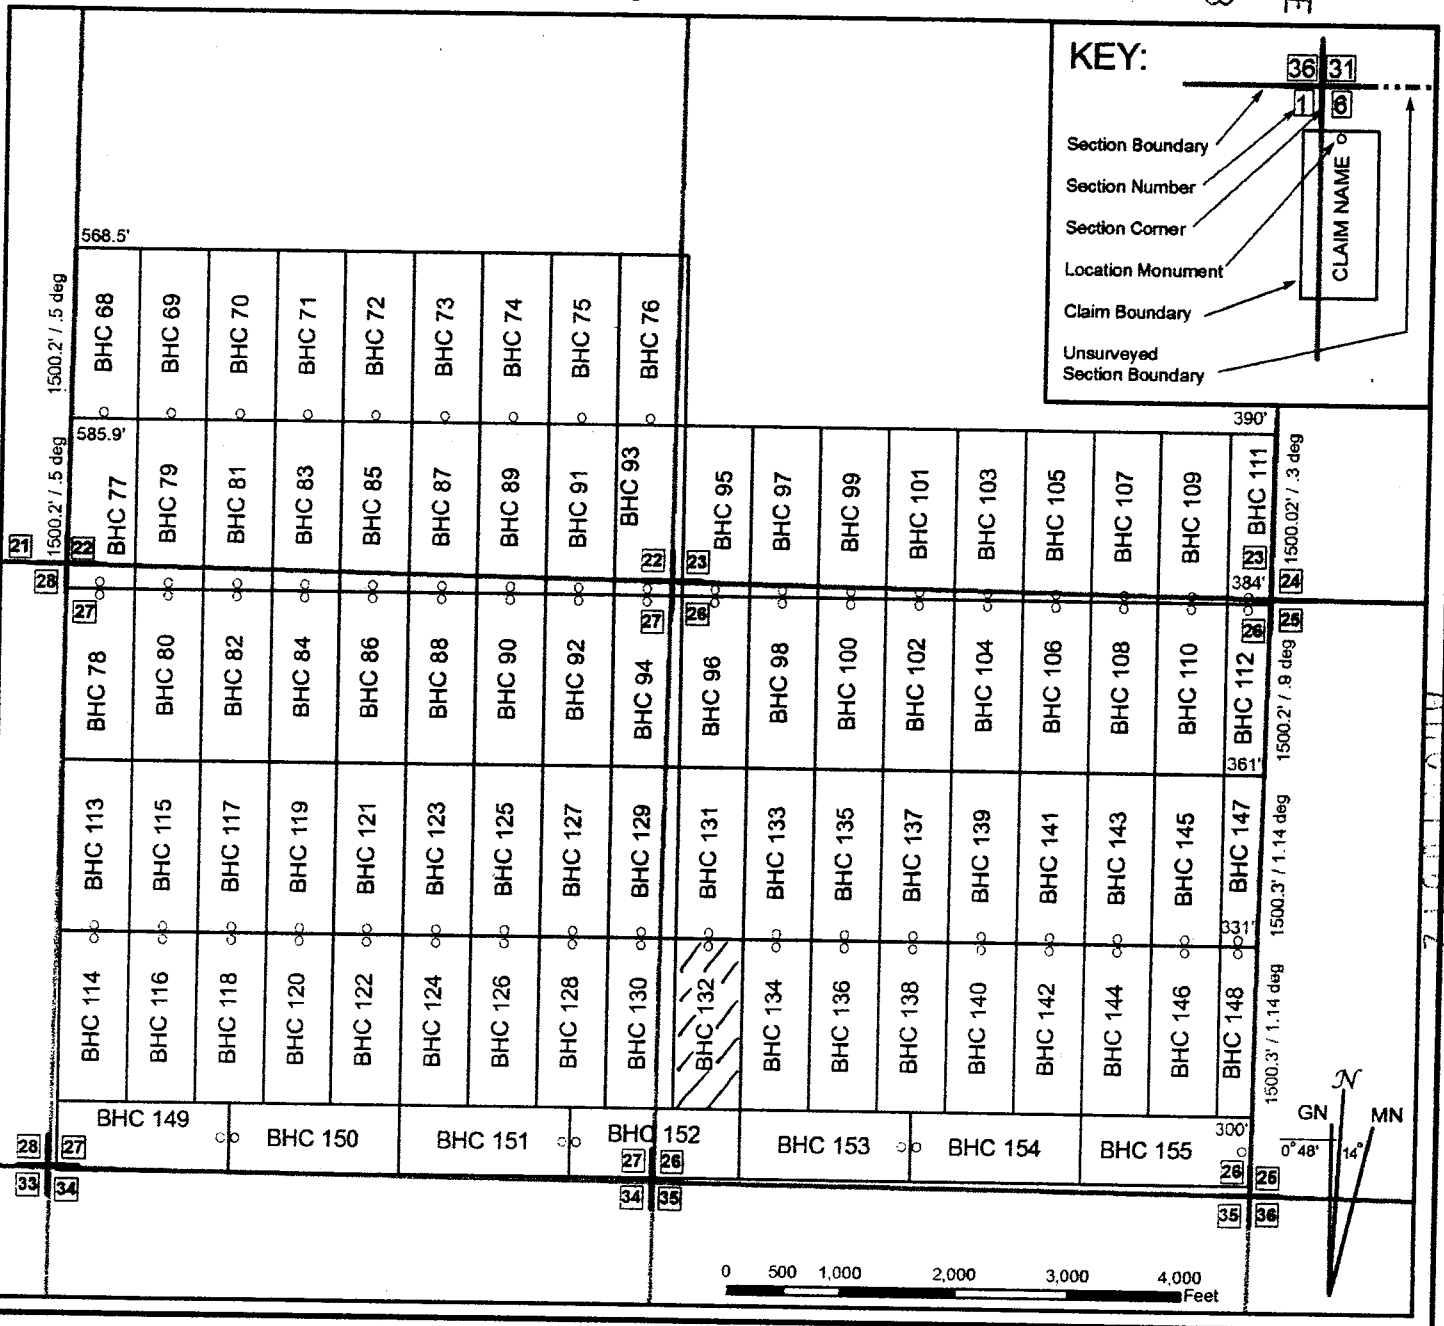 KEY:
36 31
1 6
Section Boundary
Section Number
Section Corner
Location Monument
Claim Boundary
Unsurveyed
Section Boundary
CLAIM NAME
568.5'
1500.2' / .5 deg
BHC 68 BHC 69 BHC 70 BHC 71 BHC 72 BHC 73 BHC 74 BHC 75 BHC 76
585.9' 390'
1500.2' / .5 deg
BHC 77 BHC 79 BHC 81 BHC 83 BHC 85 BHC 87 BHC 89 BHC 91 BHC 93 BHC 95 BHC 97 BHC 99 BHC 101 BHC 103 BHC 105 BHC 107 BHC 109 BHC 111
1500.02' / .3 deg
21 22 22 23 23 24
28 27 27 26 26 25
384'
BHC 78 BHC 80 BHC 82 BHC 84 BHC 86 BHC 88 BHC 90 BHC 92 BHC 94 BHC 96 BHC 98 BHC 100 BHC 102 BHC 104 BHC 106 BHC 108 BHC 110 BHC 112
1500.2' / .9 deg
361'
BHC 113 BHC 115 BHC 117 BHC 119 BHC 121 BHC 123 BHC 125 BHC 127 BHC 129 BHC 131 BHC 133 BHC 135 BHC 137 BHC 139 BHC 141 BHC 143 BHC 145 BHC 147
1500.3' / 1.14 deg
331'
BHC 114 BHC 116 BHC 118 BHC 120 BHC 122 BHC 124 BHC 126 BHC 128 BHC 130 BHC 132 BHC 134 BHC 136 BHC 138 BHC 140 BHC 142 BHC 144 BHC 146 BHC 148
1500.3' / 1.14 deg
300'
BHC 149 BHC 150 BHC 151 BHC 152 BHC 153 BHC 154 BHC 155
28 27 27 26 26 25
33 34 34 35 35 36
N
GN MN
0°48' 14°
0 500 1,000 2,000 3,000 4,000
Feet